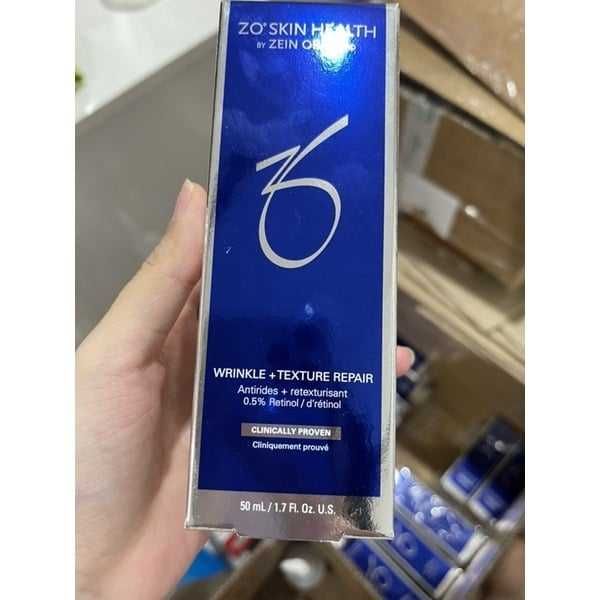 ZO® SKIN HEALTH
BY ZEIN
WRINKLE + TEXTURE REPAIR
Antirides + retexturisant
0.5% Retinol / d'rétinol
CLINICALLY PROVEN
Cliniquement prouvé
50 mL / 1.7 Fl. Oz. U.S.